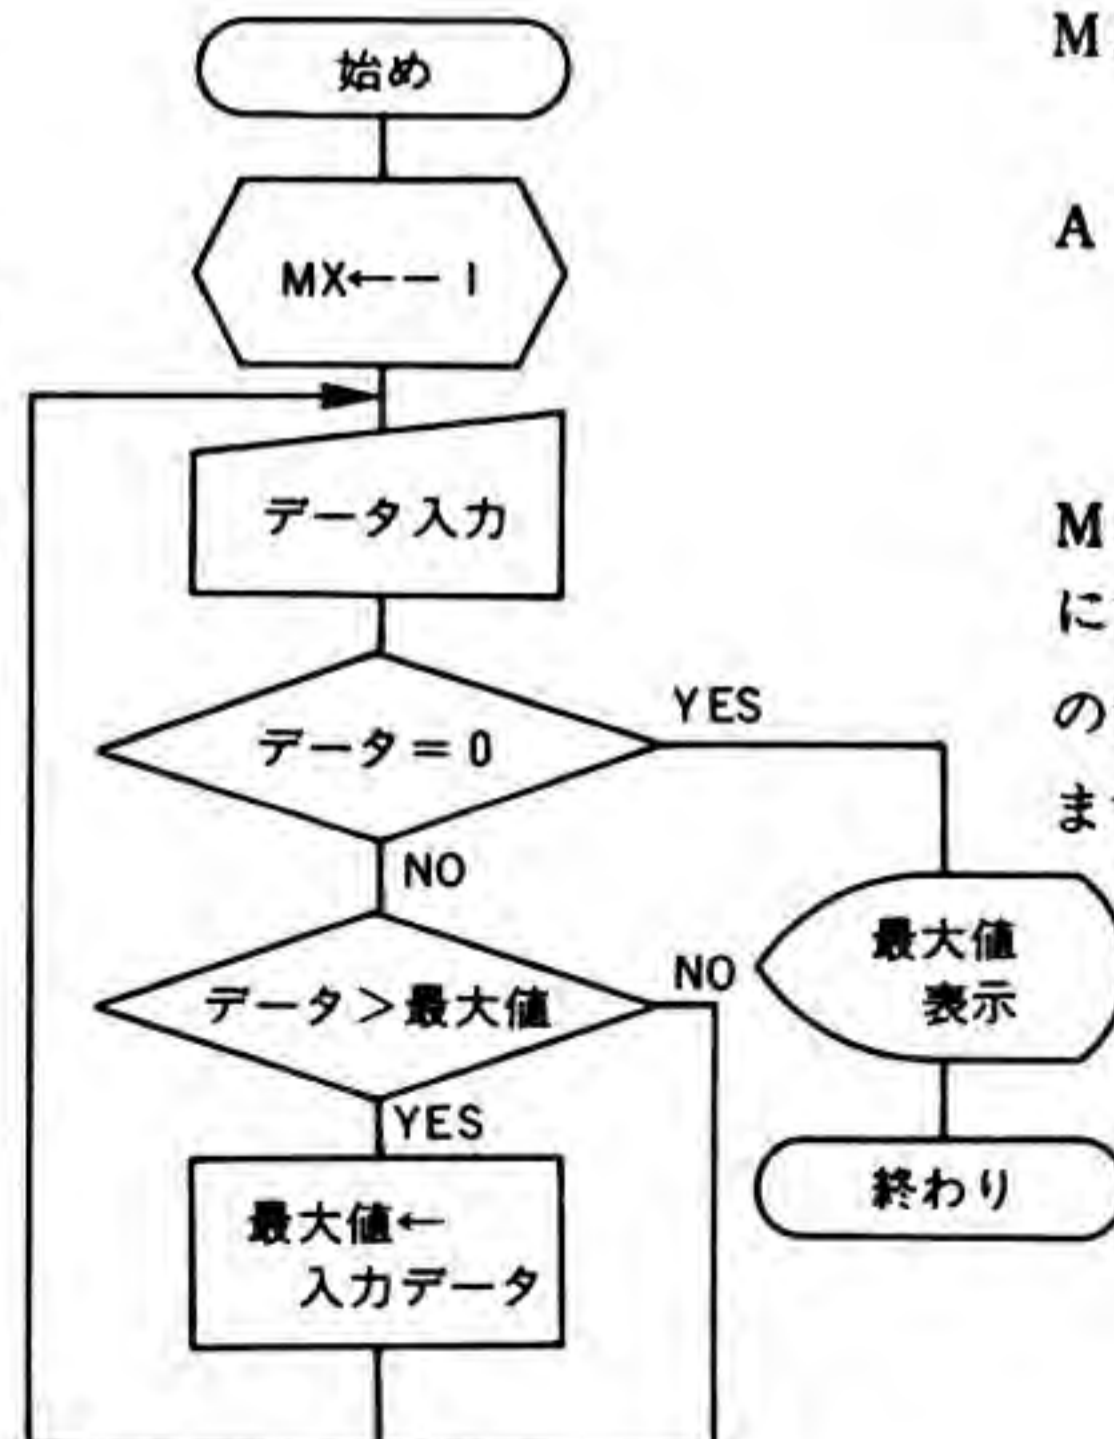 始め
MX←−1
データ入力
データ=0
YES
NO
データ>最大値
NO
YES
最大値←
入力データ
最大値
表示
終わり
M
A
M
に
の
ま